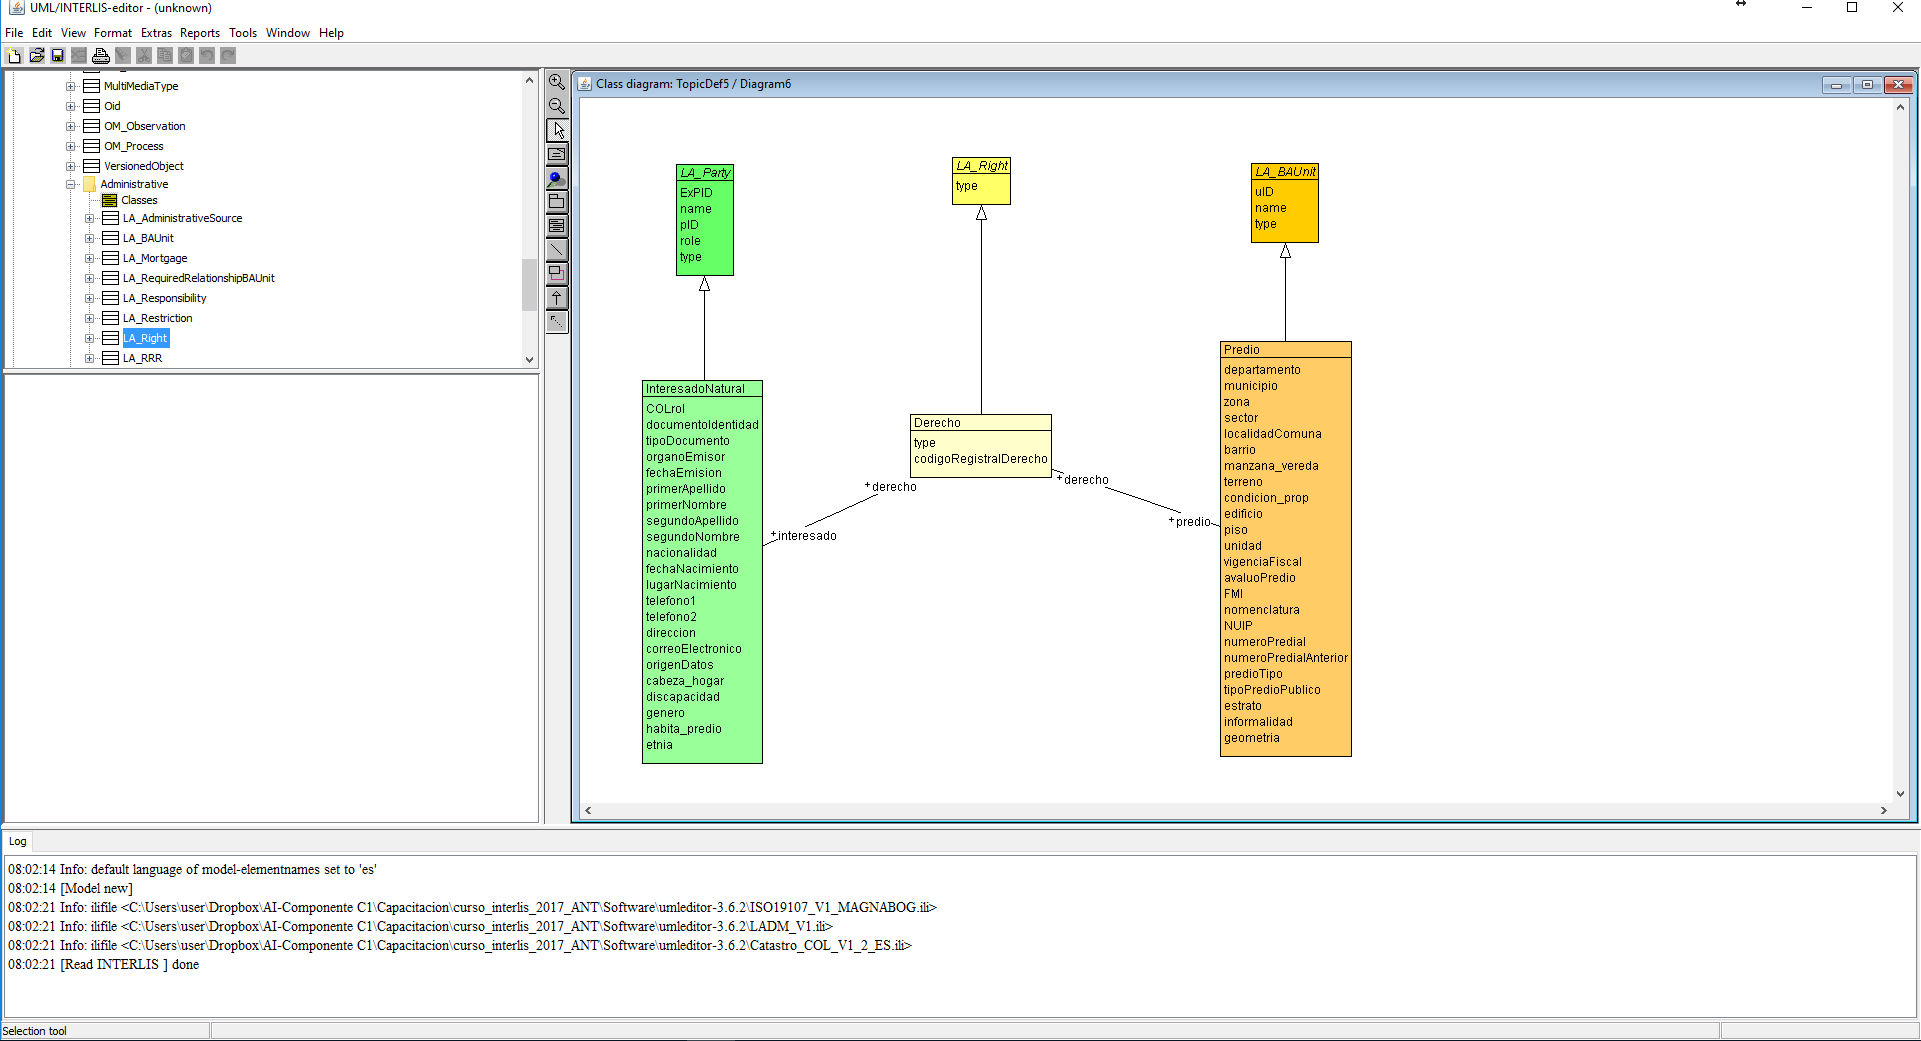 UML/INTERLIS-editor - (unknown)
File Edit View Format Extras Reports Tools Window Help
MultiMediaType
Oid
OM_Observation
OM_Process
VersionedObject
Administrative
Classes
LA_AdministrativeSource
LA_BAUnit
LA_Mortgage
LA_RequiredRelationshipBAUnit
LA_Responsibility
LA_Restriction
LA_Right
LA_RRR
Class diagram: TopicDef5 / Diagram6
LA_Party
ExPID
name
pID
role
type
LA_Right
type
LA_BAUnit
uID
name
type
InteresadoNatural
COLrol
documentoIdentidad
tipoDocumento
organoEmisor
fechaEmision
primerApellido
primerNombre
segundoApellido
segundoNombre
nacionalidad
fechaNacimiento
lugarNacimiento
telefono1
telefono2
direccion
correoElectronico
origenDatos
cabeza_hogar
discapacidad
genero
habita_predio
etnia
Derecho
type
codigoRegistralDerecho
*derecho
*interesado
*derecho
*predio
Predio
departamento
municipio
zona
sector
localidadComuna
barrio
manzana_vereda
terreno
condicion_prop
edificio
piso
unidad
vigenciaFiscal
avaluoPredio
FMI
nomenclatura
NUIP
numeroPredial
numeroPredialAnterior
predioTipo
tipoPredioPublico
estrato
informalidad
geometria
Log
08:02:14 Info: default language of model-elementnames set to 'es'
08:02:14 [Model new]
08:02:21 Info: ilifile <C:\Users\user\Dropbox\AI-Componente C1\Capacitacion\curso_interlis_2017_ANT\Software\umleditor-3.6.2\ISO19107_V1_MAGNABOG.ili>
08:02:21 Info: ilifile <C:\Users\user\Dropbox\AI-Componente C1\Capacitacion\curso_interlis_2017_ANT\Software\umleditor-3.6.2\LADM_V1.ili>
08:02:21 Info: ilifile <C:\Users\user\Dropbox\AI-Componente C1\Capacitacion\curso_interlis_2017_ANT\Software\umleditor-3.6.2\Catastro_COL_V1_2_ES.ili>
08:02:21 [Read INTERLIS ] done
Selection tool